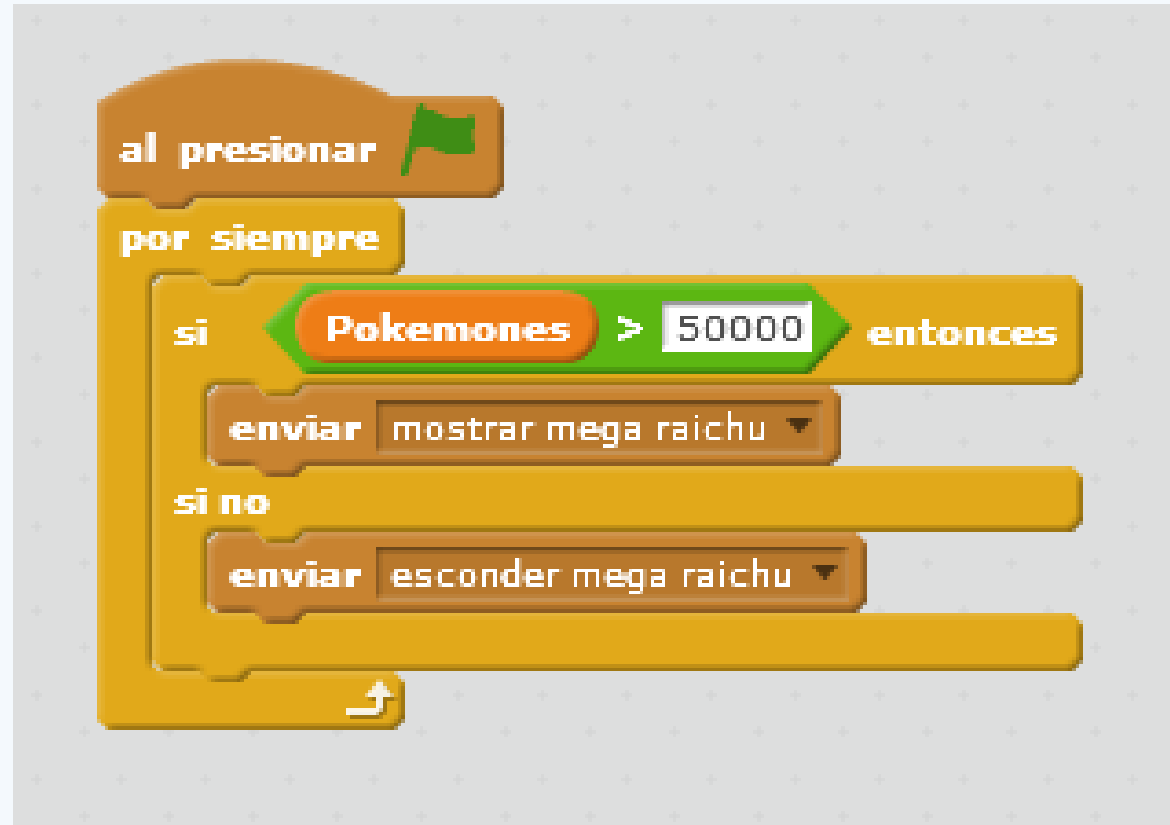 al presionar
por siempre
si Pokemones > 50000 entonces
enviar mostrar mega raichu
si no
enviar esconder mega raichu